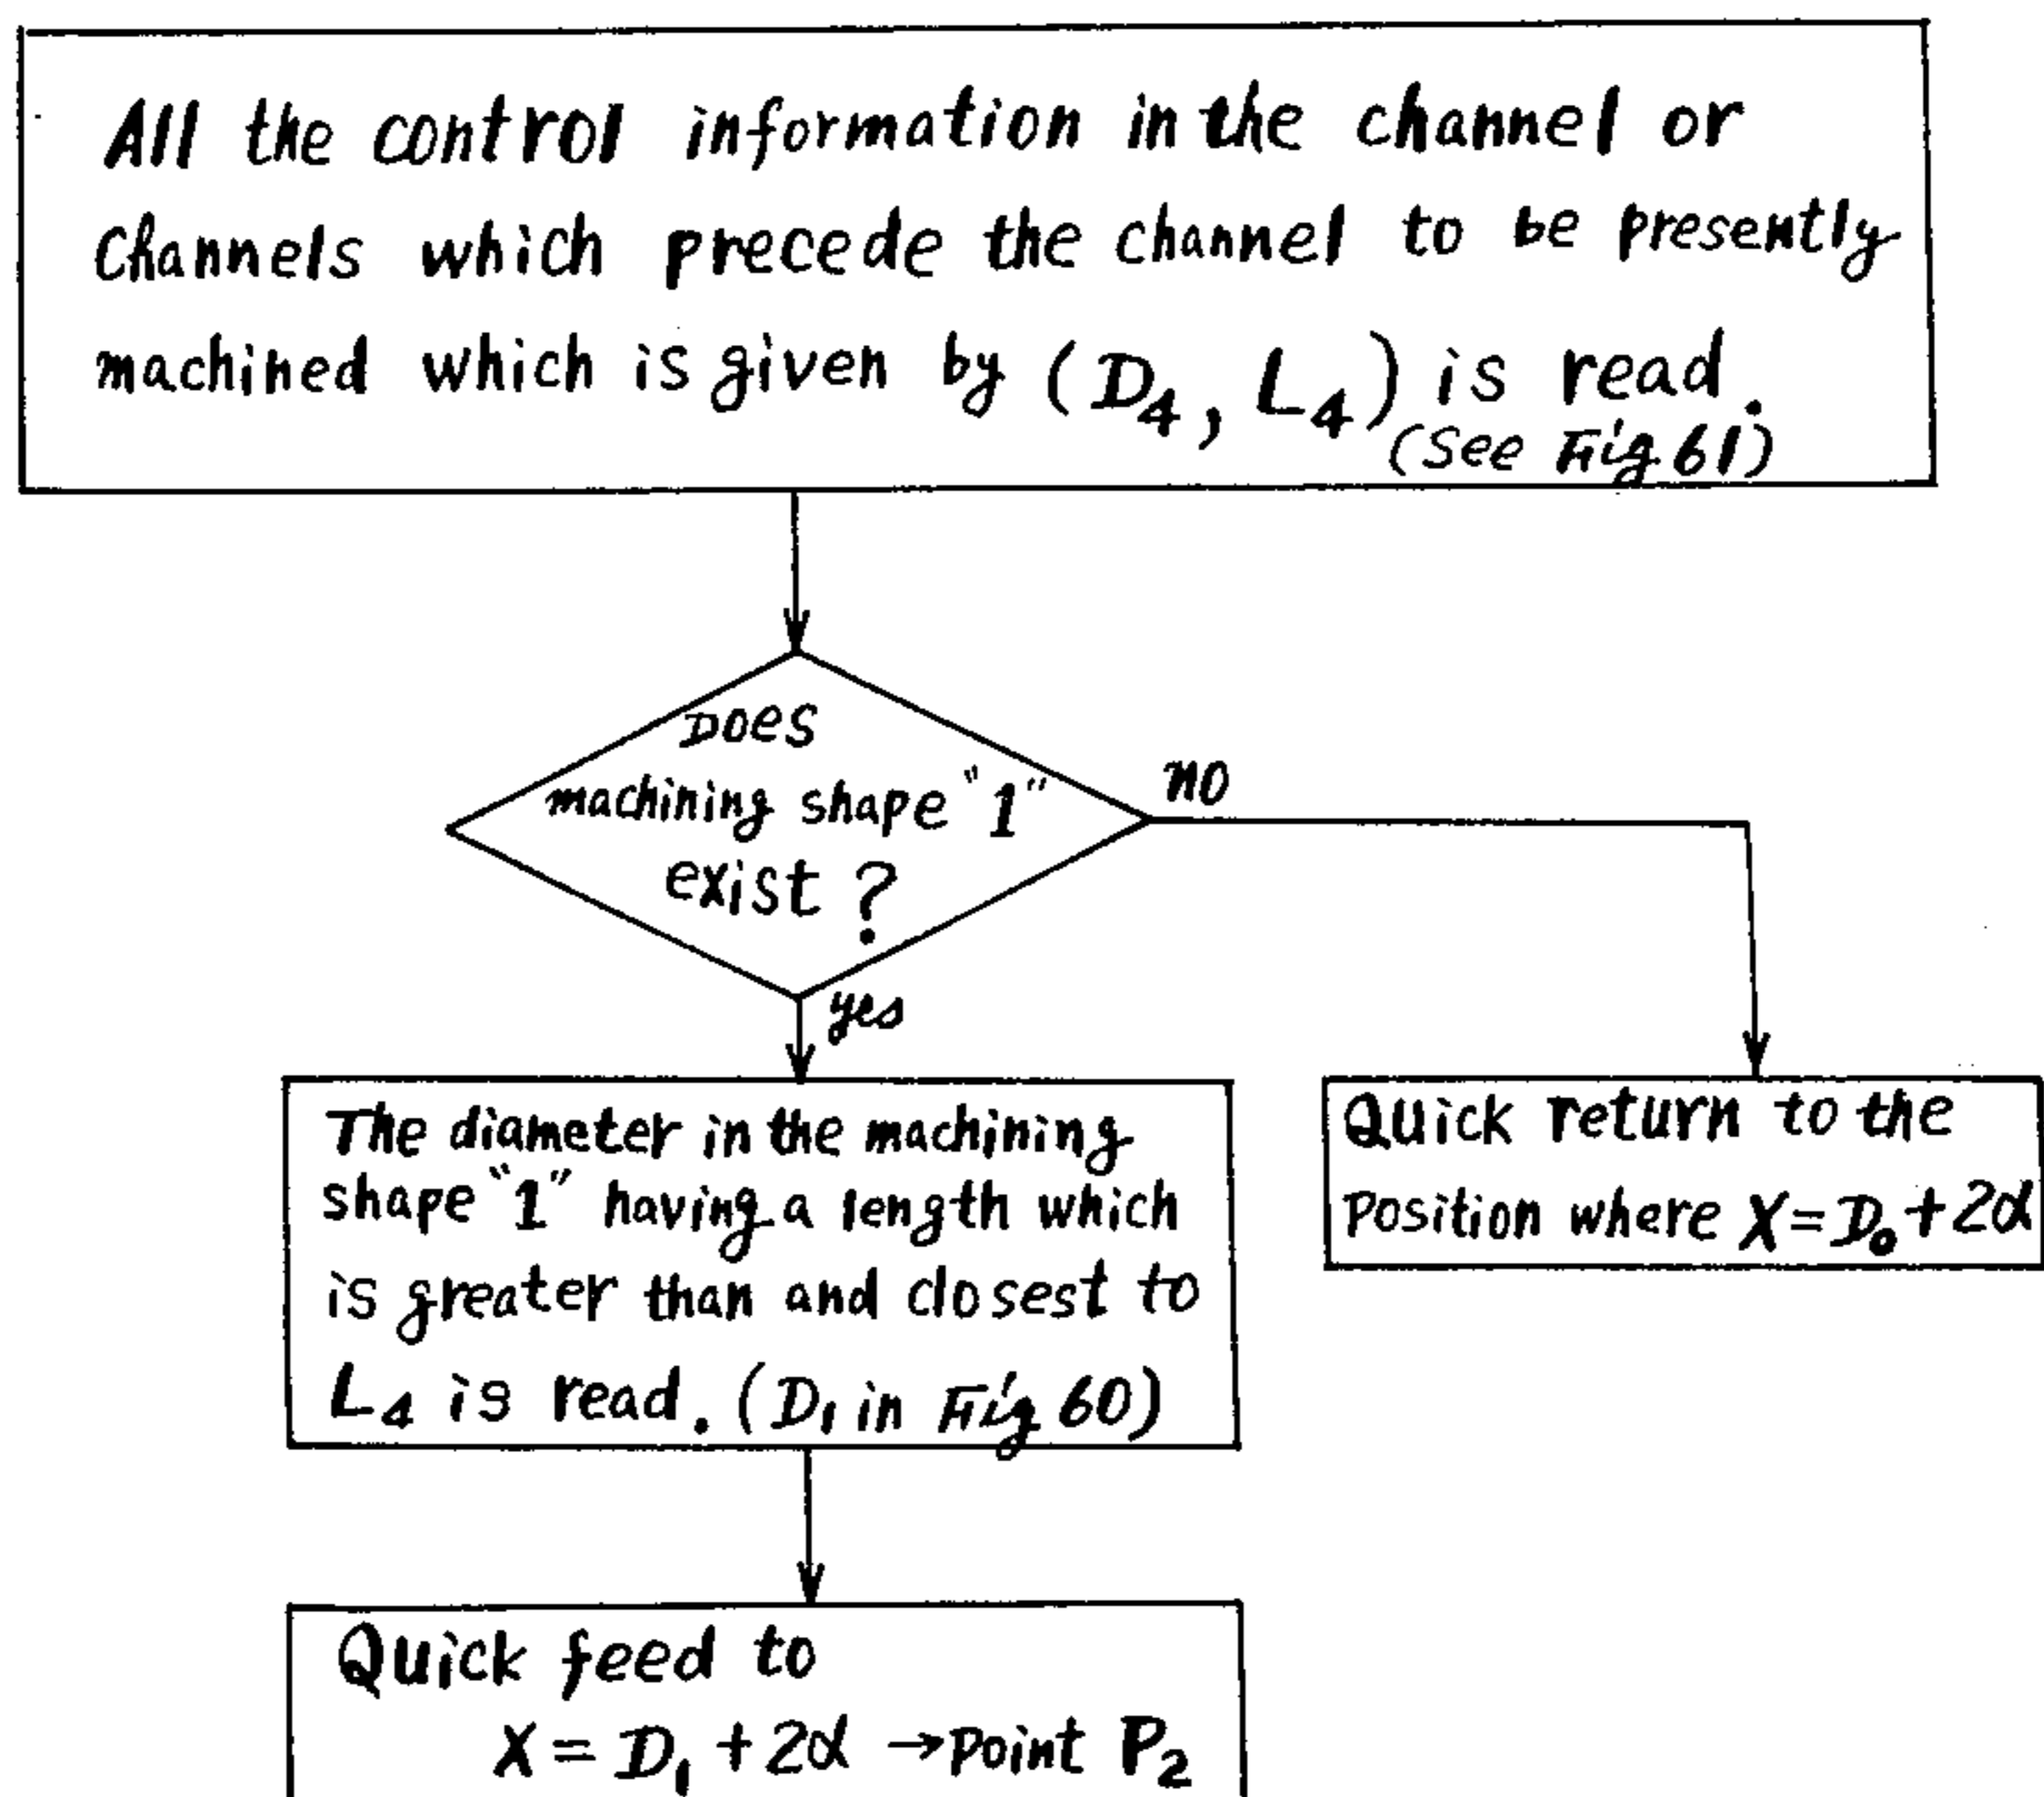 All the control information in the channel or
Channels which precede the channel to be presently
machined which is given by (D₄, L₄) is read.
(See Fig 61)
Does
machining shape "1"
exist ?
no
yes
The diameter in the machining
shape "1" having a length which
is greater than and closest to
L₄ is read. (D₁ in Fig 60)
Quick return to the
Position where X = D₀ + 2α
Quick feed to
X = D₁ + 2α → Point P₂